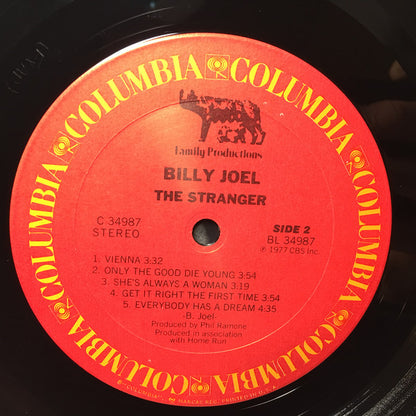 COLUMBIA COLUMBIA COLUMBIA COLUMBIA COLUMBIA COLUMBIA
Family Productions
BILLY JOEL
THE STRANGER
C 34987
STEREO
SIDE 2
BL 34987
℗ 1977 CBS Inc.
1. VIENNA 3:32
2. ONLY THE GOOD DIE YOUNG 3:54
3. SHE'S ALWAYS A WOMAN 3:19
4. GET IT RIGHT THE FIRST TIME 3:54
5. EVERYBODY HAS A DREAM 4:35
-B. Joel-
Produced by Phil Ramone
Produced in association
with Home Run